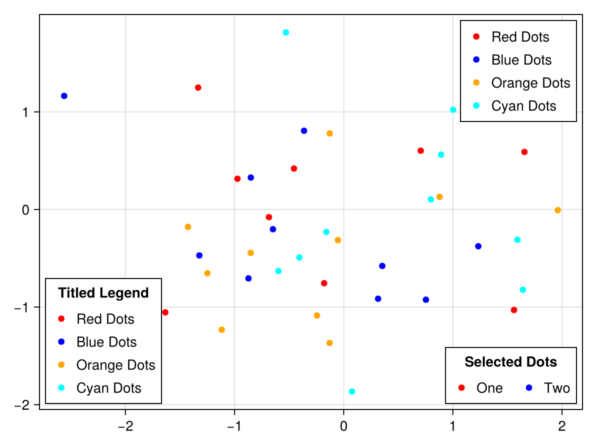 Red Dots
Blue Dots
Orange Dots
Cyan Dots
1
0
−1
−2
Titled Legend
Red Dots
Blue Dots
Orange Dots
Cyan Dots
Selected Dots
One Two
−2 −1 0 1 2